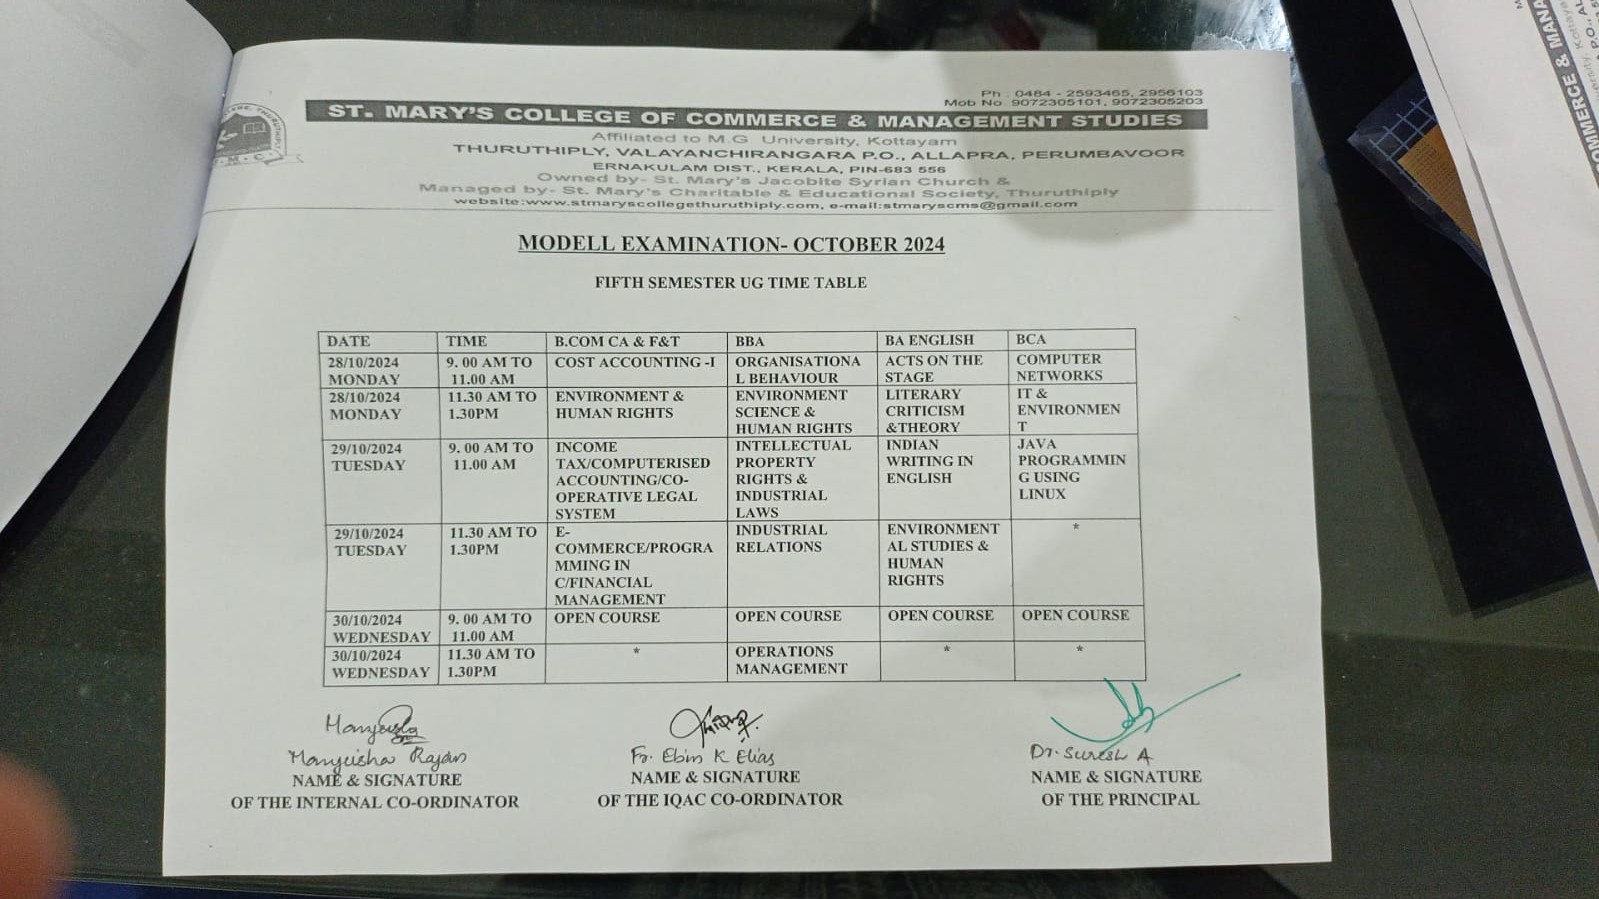 Ph : 0484 - 2593465, 2956103
Mob No. 9072305101, 9072305203
ST. MARY'S COLLEGE OF COMMERCE & MANAGEMENT STUDIES
Affiliated to M.G. University, Kottayam
THURUTHIPLY, VALAYANCHIRANGARA P.O., ALLAPRA, PERUMBAVOOR
ERNAKULAM DIST., KERALA, PIN-683 556
Owned by- St. Mary's Jacobite Syrian Church &
Managed by- St. Mary's Charitable & Educational Society, Thuruthiply
website:www.stmaryscollegethuruthiply.com, e-mail:stmaryscms@gmail.com
MODELL EXAMINATION- OCTOBER 2024
FIFTH SEMESTER UG TIME TABLE
DATE TIME B.COM CA & F&T BBA BA ENGLISH BCA
28/10/2024 9. 00 AM TO COST ACCOUNTING -I ORGANISATIONA ACTS ON THE COMPUTER
MONDAY 11.00 AM L BEHAVIOUR STAGE NETWORKS
28/10/2024 11.30 AM TO ENVIRONMENT & ENVIRONMENT LITERARY IT &
MONDAY 1.30PM HUMAN RIGHTS SCIENCE & CRITICISM ENVIRONMEN
HUMAN RIGHTS &THEORY T
29/10/2024 9. 00 AM TO INCOME INTELLECTUAL INDIAN JAVA
TUESDAY 11.00 AM TAX/COMPUTERISED PROPERTY WRITING IN PROGRAMMIN
ACCOUNTING/CO- RIGHTS & ENGLISH G USING
OPERATIVE LEGAL INDUSTRIAL LINUX
SYSTEM LAWS
29/10/2024 11.30 AM TO E- INDUSTRIAL ENVIRONMENT *
TUESDAY 1.30PM COMMERCE/PROGRA RELATIONS AL STUDIES &
MMING IN HUMAN
C/FINANCIAL RIGHTS
MANAGEMENT
30/10/2024 9. 00 AM TO OPEN COURSE OPEN COURSE OPEN COURSE OPEN COURSE
WEDNESDAY 11.00 AM
30/10/2024 11.30 AM TO * OPERATIONS * *
WEDNESDAY 1.30PM MANAGEMENT
Manjusha Rajan Fr. Ebin K Elias Dr. Suresh A
NAME & SIGNATURE NAME & SIGNATURE NAME & SIGNATURE
OF THE INTERNAL CO-ORDINATOR OF THE IQAC CO-ORDINATOR OF THE PRINCIPAL